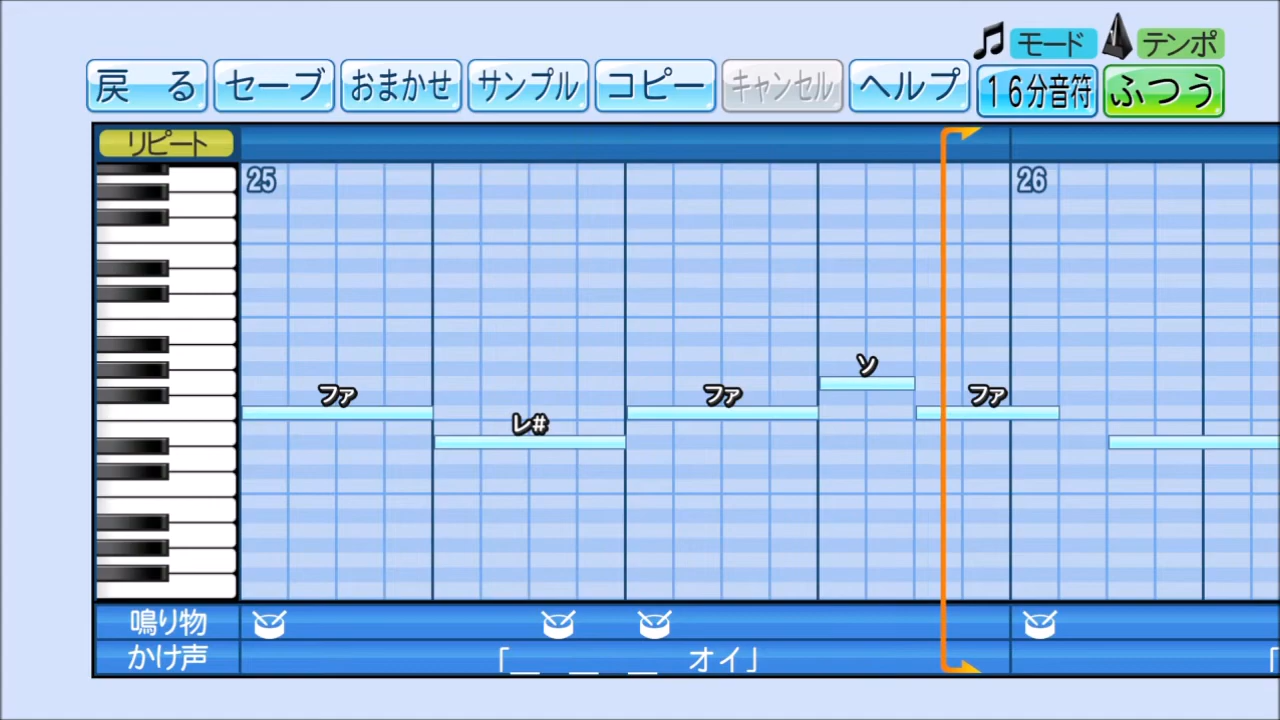 モード テンポ
戻る セーブ おまかせ サンプル コピー キャンセル ヘルプ 16分音符 ふつう
リピート
25 26
ソ
ファ ファ ファ
レ#
鳴り物
かけ声 「__ __ __ オイ」 「